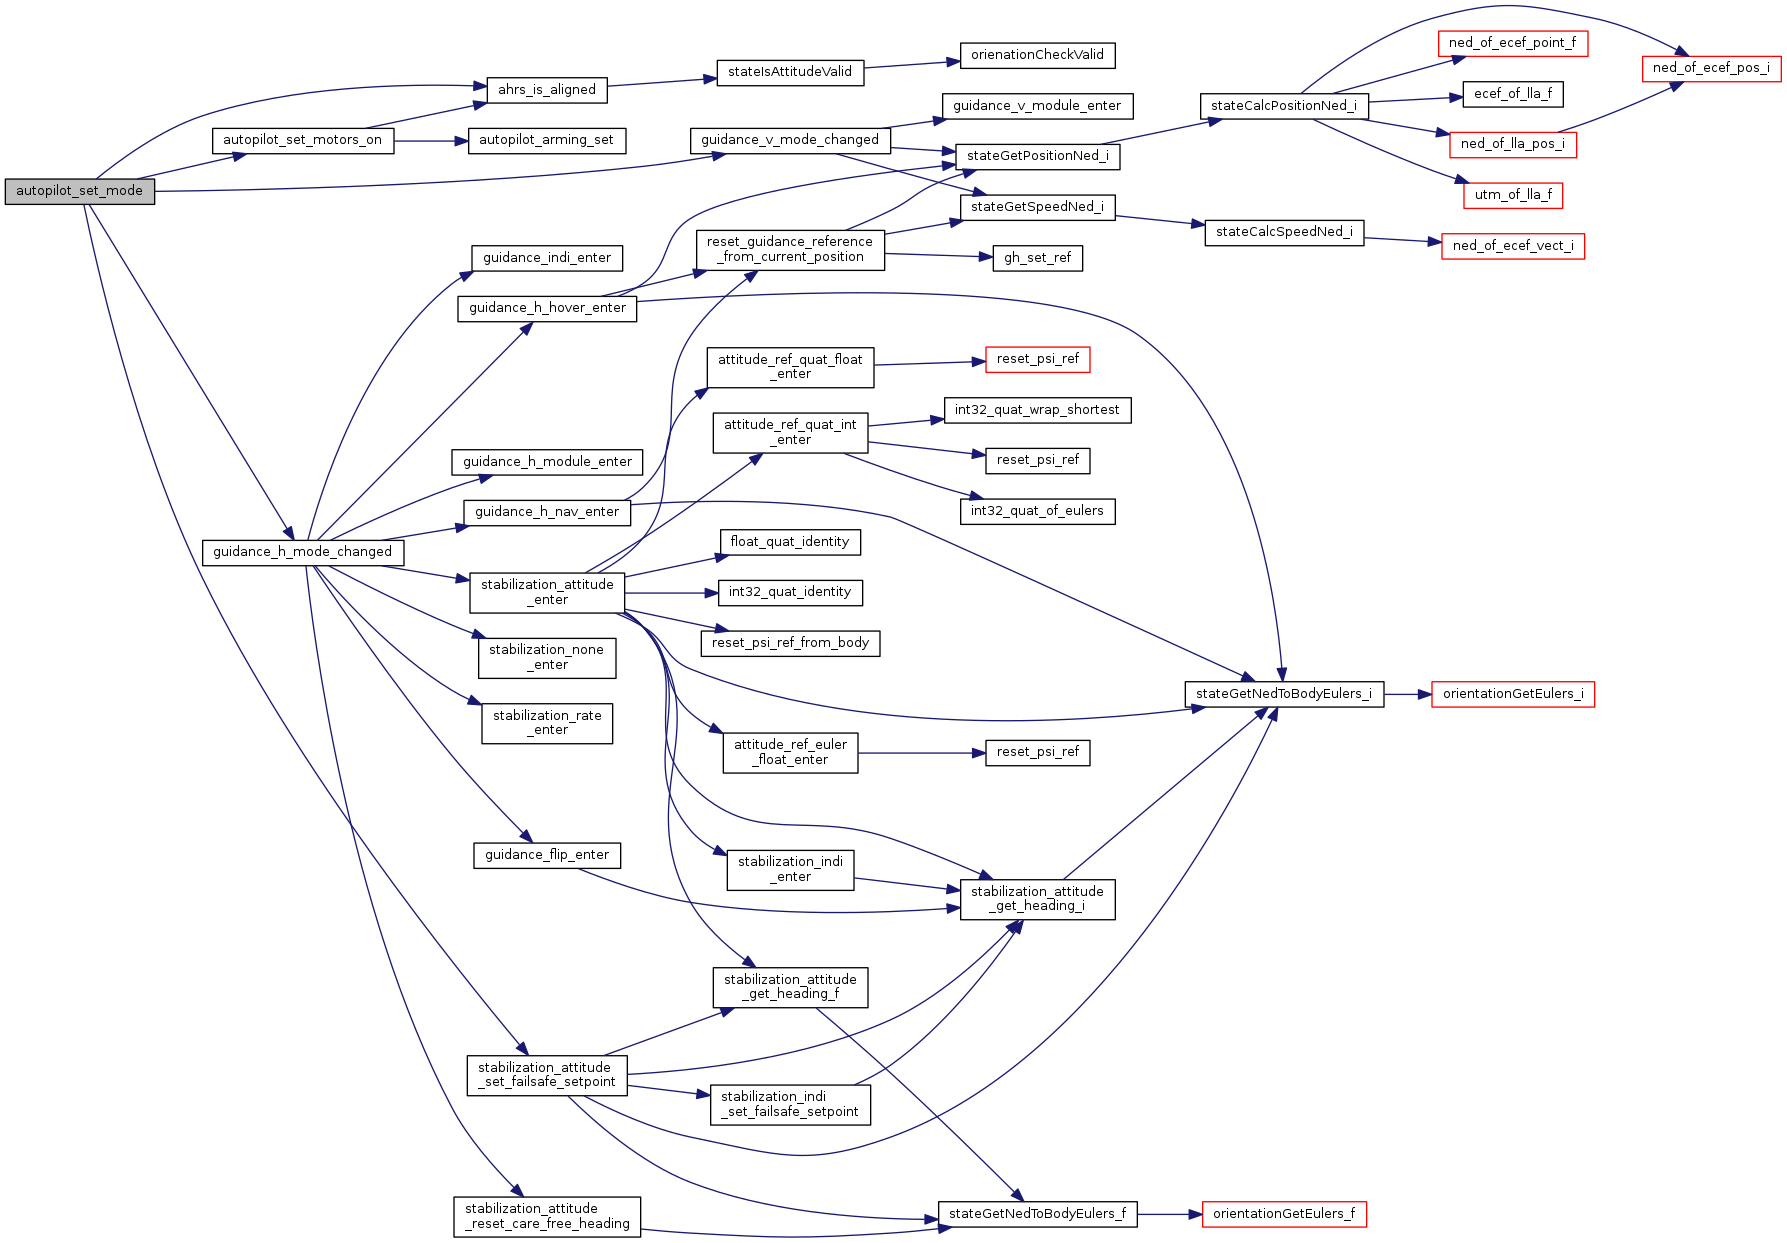 autopilot_set_mode
ahrs_is_aligned
autopilot_set_motors_on
autopilot_arming_set
stateIsAttitudeValid
orienationCheckValid
guidance_v_mode_changed
guidance_v_module_enter
stateGetPositionNed_i
stateGetSpeedNed_i
stateCalcPositionNed_i
ned_of_ecef_point_f
ecef_of_lla_f
ned_of_lla_pos_i
utm_of_lla_f
ned_of_ecef_pos_i
stateCalcSpeedNed_i
ned_of_ecef_vect_i
reset_guidance_reference
_from_current_position
gh_set_ref
guidance_indi_enter
guidance_h_hover_enter
guidance_h_module_enter
guidance_h_nav_enter
guidance_h_mode_changed
attitude_ref_quat_float
_enter
reset_psi_ref
attitude_ref_quat_int
_enter
int32_quat_wrap_shortest
reset_psi_ref
int32_quat_of_eulers
stabilization_attitude
_enter
float_quat_identity
int32_quat_identity
reset_psi_ref_from_body
stabilization_none
_enter
stabilization_rate
_enter
stateGetNedToBodyEulers_i
orientationGetEulers_i
attitude_ref_euler
_float_enter
reset_psi_ref
guidance_flip_enter
stabilization_indi
_enter
stabilization_attitude
_get_heading_i
stabilization_attitude
_get_heading_f
stabilization_attitude
_set_failsafe_setpoint
stabilization_indi
_set_failsafe_setpoint
stabilization_attitude
_reset_care_free_heading
stateGetNedToBodyEulers_f
orientationGetEulers_f